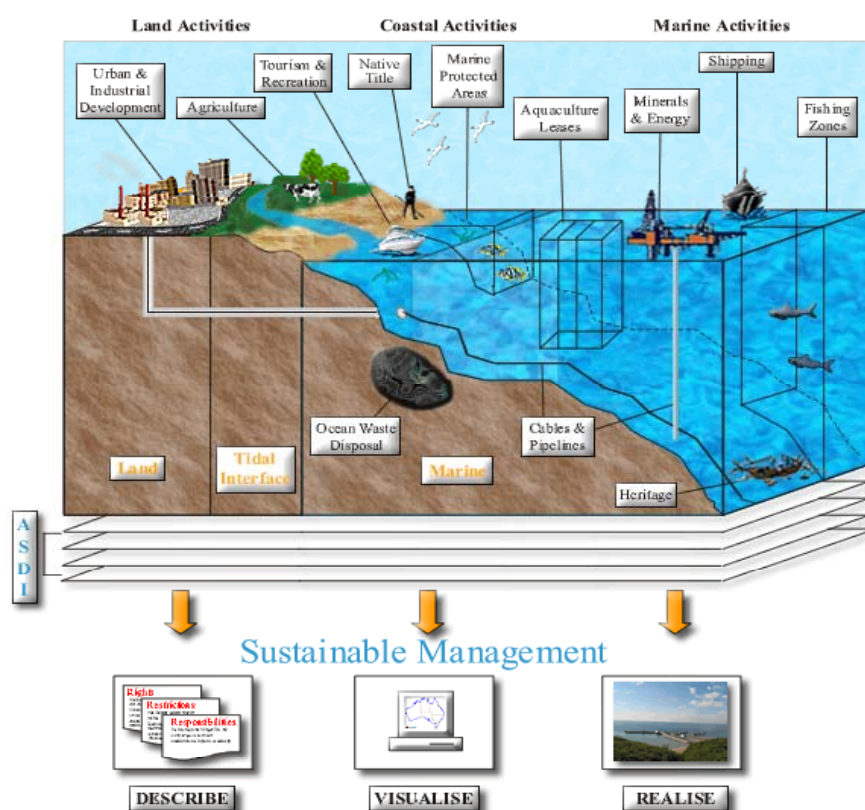 Land Activities
Coastal Activities
Marine Activities
Urban &
Industrial
Development
Agriculture
Tourism &
Recreation
Native
Title
Marine
Protected
Areas
Aquaculture
Leases
Minerals
& Energy
Shipping
Fishing
Zones
Ocean Waste
Disposal
Cables &
Pipelines
Heritage
Land
Tidal
Interface
Marine
A
S
D
I
Sustainable Management
Rights
Restrictions
Responsibilities
DESCRIBE
VISUALISE
REALISE